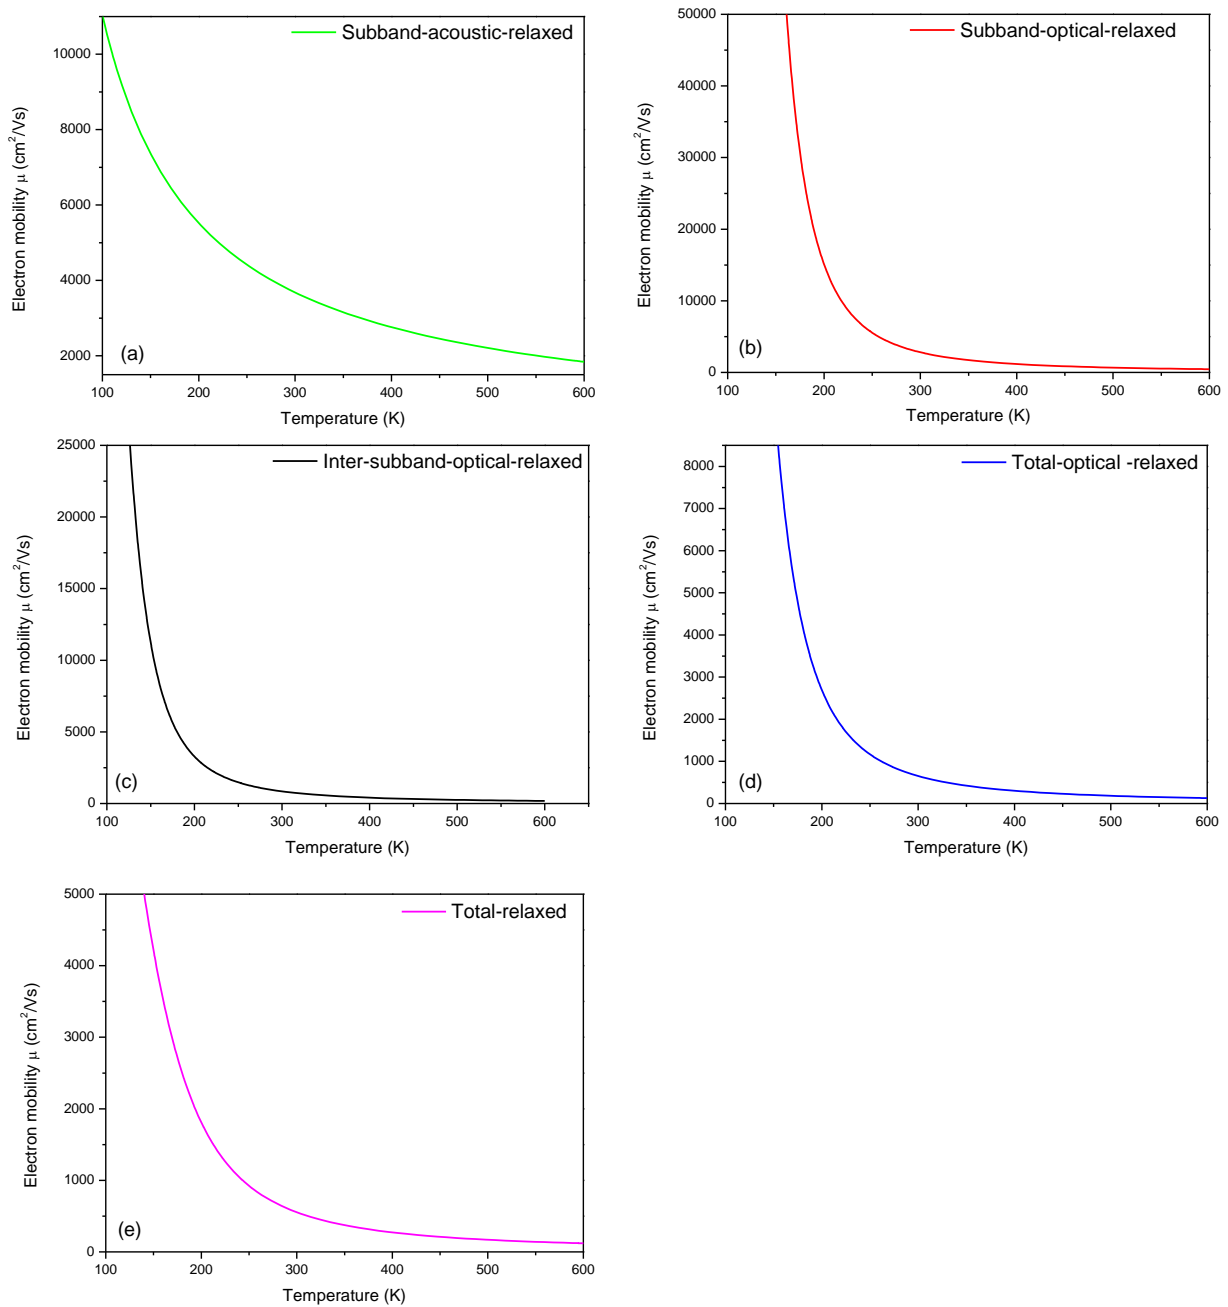 Subband-acoustic-relaxed
10000
8000
6000
4000
2000
Electron mobility μ (cm²/Vs)
(a)
100 200 300 400 500 600
Temperature (K)
Subband-optical-relaxed
50000
40000
30000
20000
10000
0
Electron mobility μ (cm²/Vs)
(b)
100 200 300 400 500 600
Temperature (K)
Inter-subband-optical-relaxed
25000
20000
15000
10000
5000
0
Electron mobility μ (cm²/Vs)
(c)
100 200 300 400 500 600
Temperature (K)
Total-optical -relaxed
8000
7000
6000
5000
4000
3000
2000
1000
0
Electron mobility μ (cm²/Vs)
(d)
100 200 300 400 500 600
Temperature (K)
Total-relaxed
5000
4000
3000
2000
1000
0
Electron mobility μ (cm²/Vs)
(e)
100 200 300 400 500 600
Temperature (K)